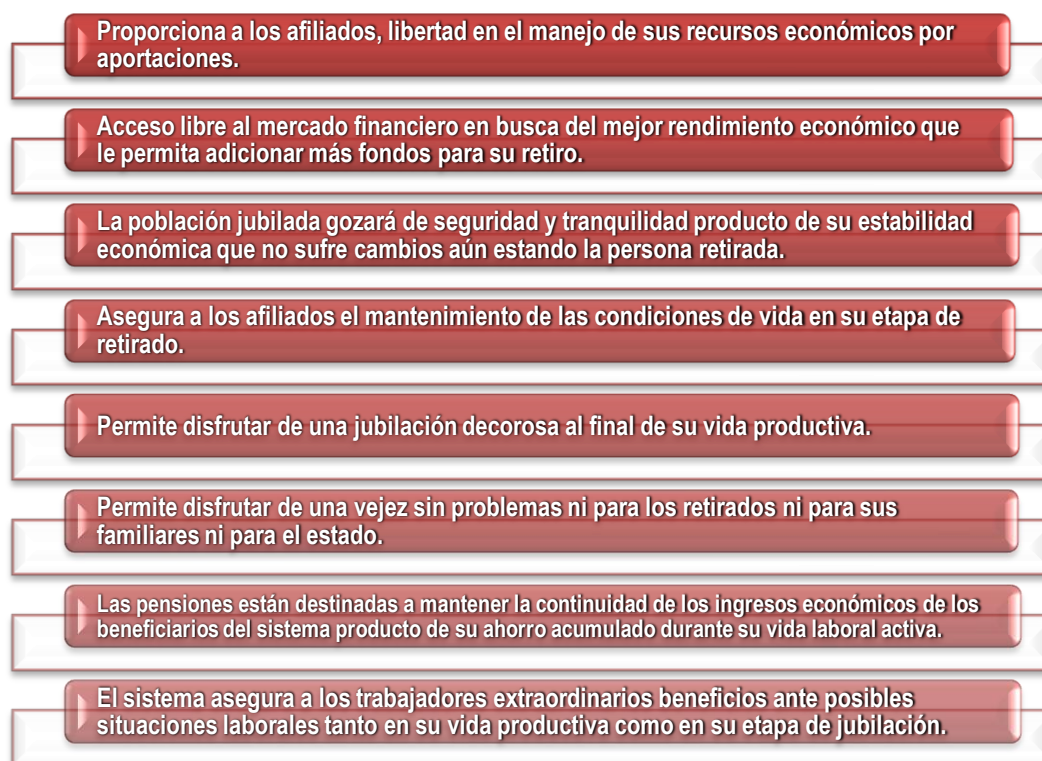 Proporciona a los afiliados, libertad en el manejo de sus recursos económicos por
aportaciones.
Acceso libre al mercado financiero en busca del mejor rendimiento económico que
le permita adicionar más fondos para su retiro.
La población jubilada gozará de seguridad y tranquilidad producto de su estabilidad
económica que no sufre cambios aún estando la persona retirada.
Asegura a los afiliados el mantenimiento de las condiciones de vida en su etapa de
retirado.
Permite disfrutar de una jubilación decorosa al final de su vida productiva.
Permite disfrutar de una vejez sin problemas ni para los retirados ni para sus
familiares ni para el estado.
Las pensiones están destinadas a mantener la continuidad de los ingresos económicos de los
beneficiarios del sistema producto de su ahorro acumulado durante su vida laboral activa.
El sistema asegura a los trabajadores extraordinarios beneficios ante posibles
situaciones laborales tanto en su vida productiva como en su etapa de jubilación.